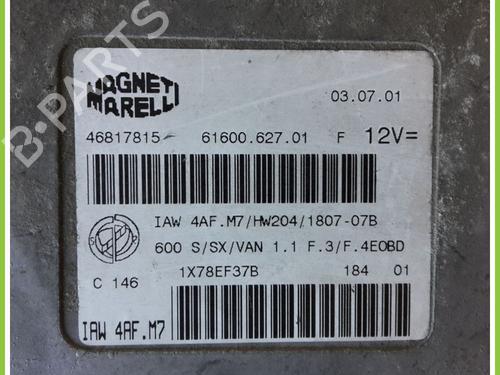 MAGNETI
MARELLI
03.07.01
46817815 61600.627.01 F 12V=
IAW 4AF.M7/HW204/1807-07B
600 S/SX/VAN 1.1 F.3/F.4EOBD
C 146 1X78EF37B 184 01
IAW 4AF.M7
B-PARTS